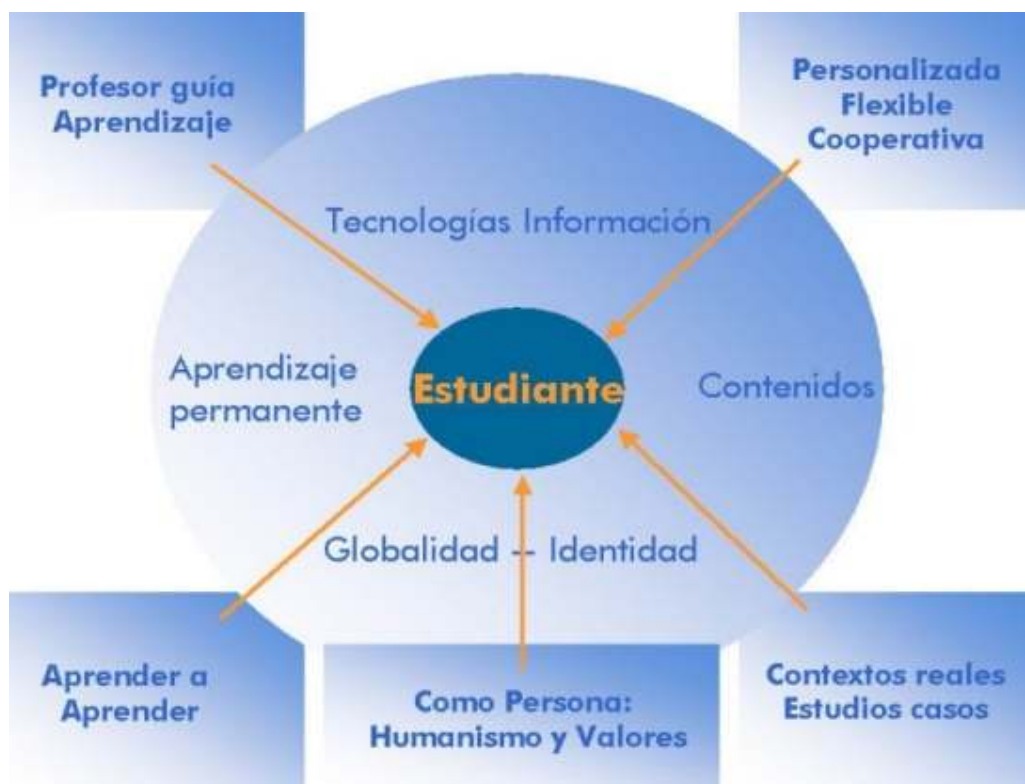 Profesor guía
Aprendizaje
Personalizada
Flexible
Cooperativa
Tecnologías Información
Aprendizaje
permanente
Estudiante
Contenidos
Globalidad -- Identidad
Aprender a
Aprender
Como Persona:
Humanismo y Valores
Contextos reales
Estudios casos